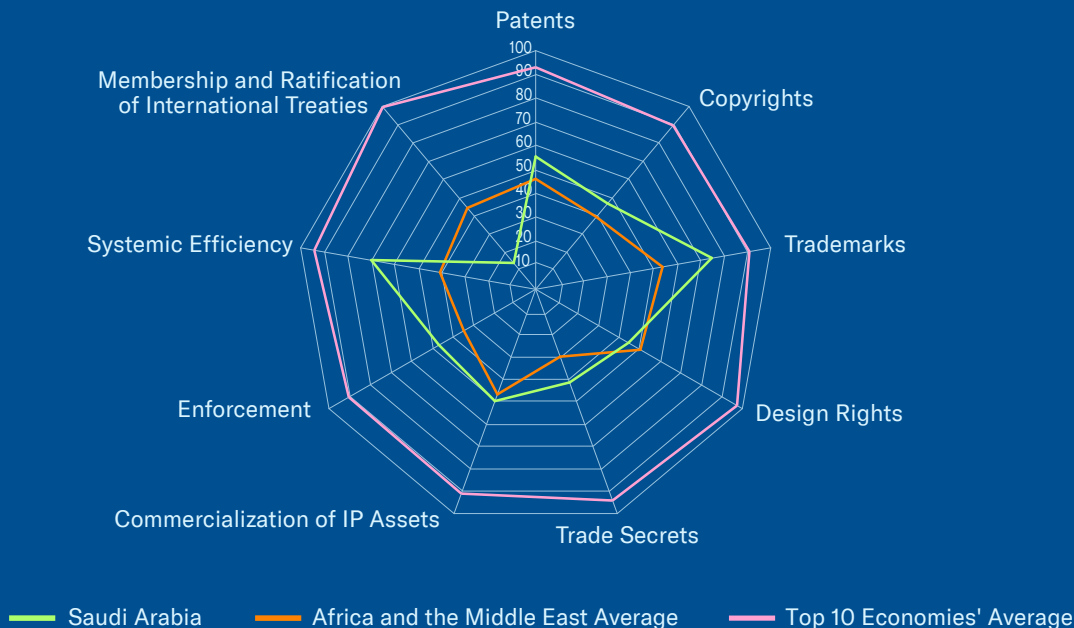 Patents
100
90
80
70
60
50
40
30
20
10
Copyrights
Trademarks
Design Rights
Trade Secrets
Commercialization of IP Assets
Enforcement
Systemic Efficiency
Membership and Ratification
of International Treaties
Saudi Arabia
Africa and the Middle East Average
Top 10 Economies' Average